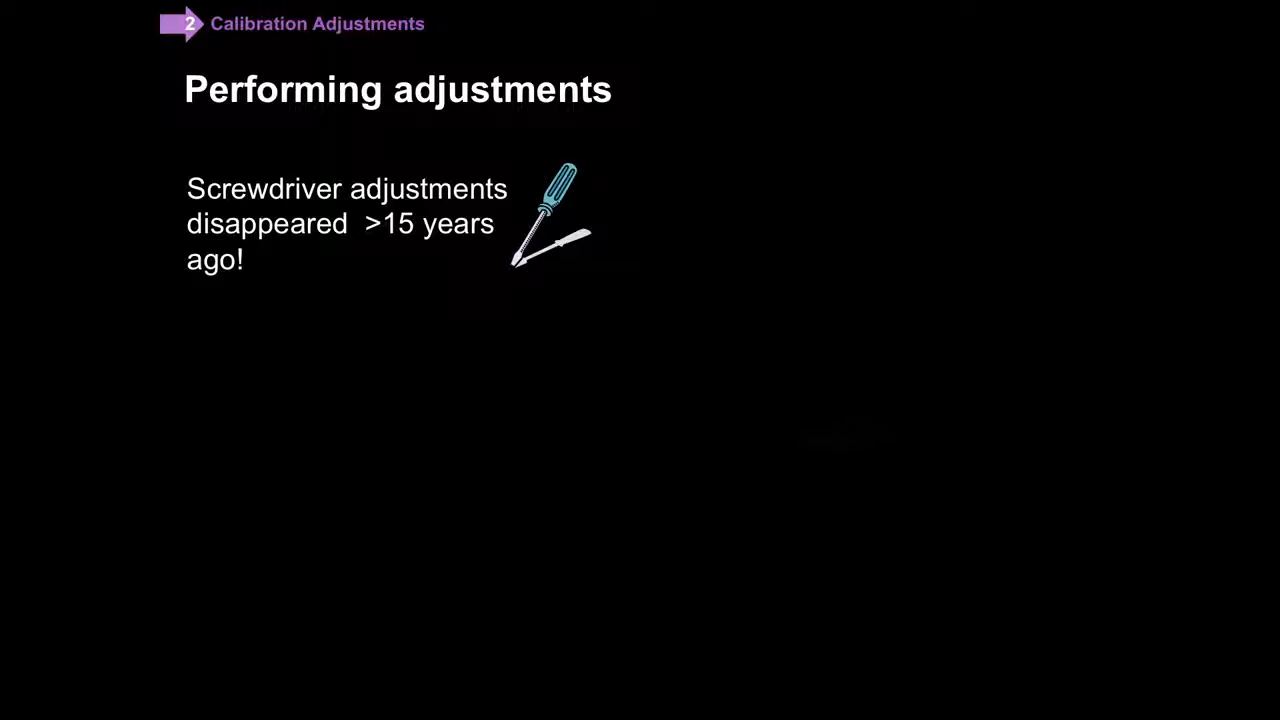 2 Calibration Adjustments
Performing adjustments
Screwdriver adjustments
disappeared  >15 years
ago!